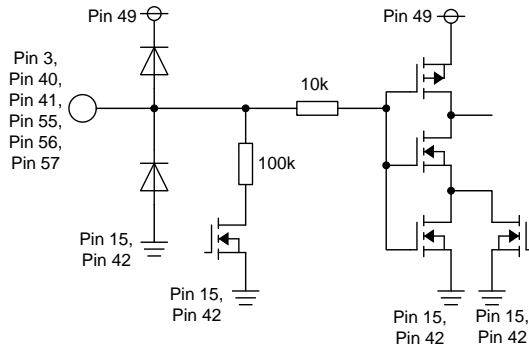 Pin 49
Pin 49
Pin 3,
Pin 40,
Pin 41,
Pin 55,
Pin 56,
Pin 57
10k
100k
Pin 15,
Pin 42
Pin 15,
Pin 42
Pin 15,
Pin 42
Pin 15,
Pin 42